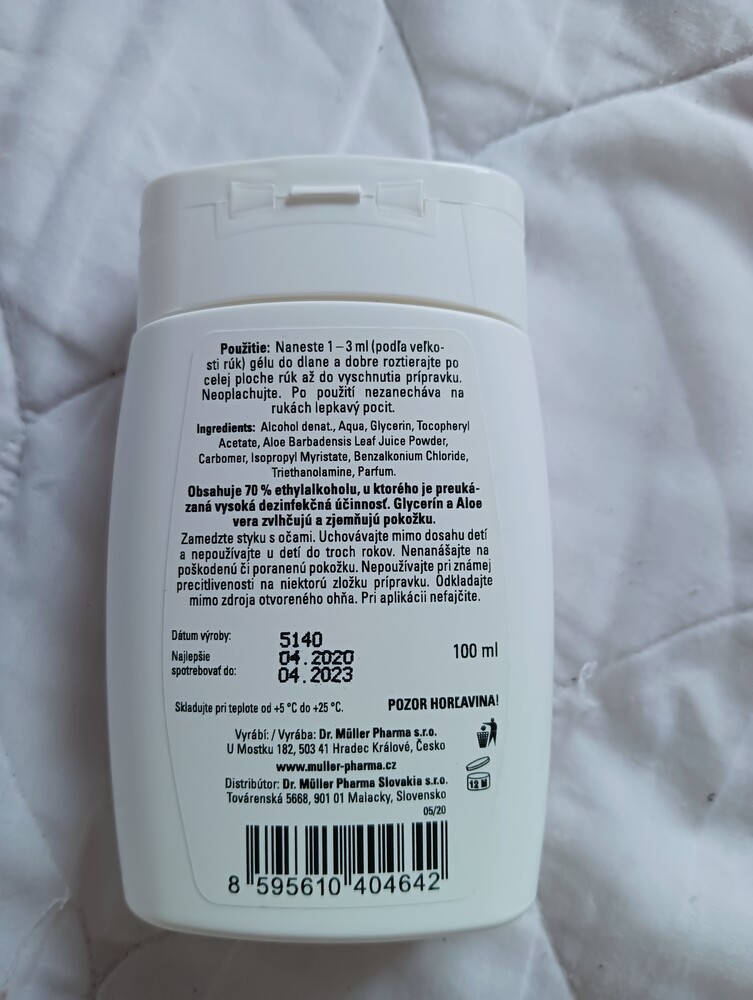 Použitie: Naneste 1–3 ml (podľa veľko-
sti rúk) gélu do dlane a dobre roztierajte po
celej ploche rúk až do vyschnutia prípravku.
Neoplachujte. Po použití nezanecháva na
rukách lepkavý pocit.
Ingredients: Alcohol denat., Aqua, Glycerin, Tocopheryl
Acetate, Aloe Barbadensis Leaf Juice Powder,
Carbomer, Isopropyl Myristate, Benzalkonium Chloride,
Triethanolamine, Parfum.
Obsahuje 70 % ethylalkoholu, u ktorého je preuká-
zaná vysoká dezinfekčná účinnosť. Glycerín a Aloe
vera zvlhčujú a zjemňujú pokožku.
Zamedzte styku s očami. Uchovávajte mimo dosahu detí
a nepoužívajte u detí do troch rokov. Nenanášajte na
poškodenú či poranenú pokožku. Nepoužívajte pri známej
precitlivenosti na niektorú zložku prípravku. Odkladajte
mimo zdroja otvoreného ohňa. Pri aplikácii nefajčite.
Dátum výroby: 5140
04.2020
Najlepšie
spotrebovať do: 04.2023
100 ml
Skladujte pri teplote od +5 °C do +25 °C.
POZOR HORĽAVINA!
Vyrábí: / Vyrába: Dr. Müller Pharma s.r.o.
U Mostku 182, 503 41 Hradec Králové, Česko
www.muller-pharma.cz
Distribútor: Dr. Müller Pharma Slovakia s.r.o.
Továrenská 5668, 901 01 Malacky, Slovensko
12 M
05/20
8 595610 404642